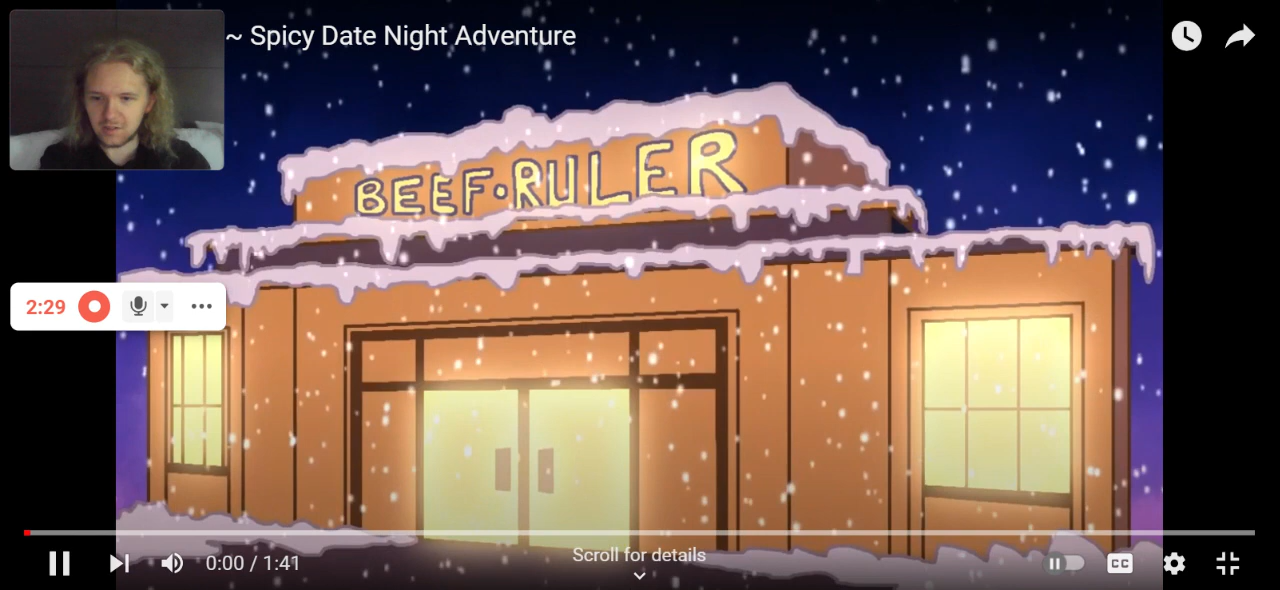 ~ Spicy Date Night Adventure
BEEF·RULER
2:29
0:00 / 1:41
Scroll for details
CC